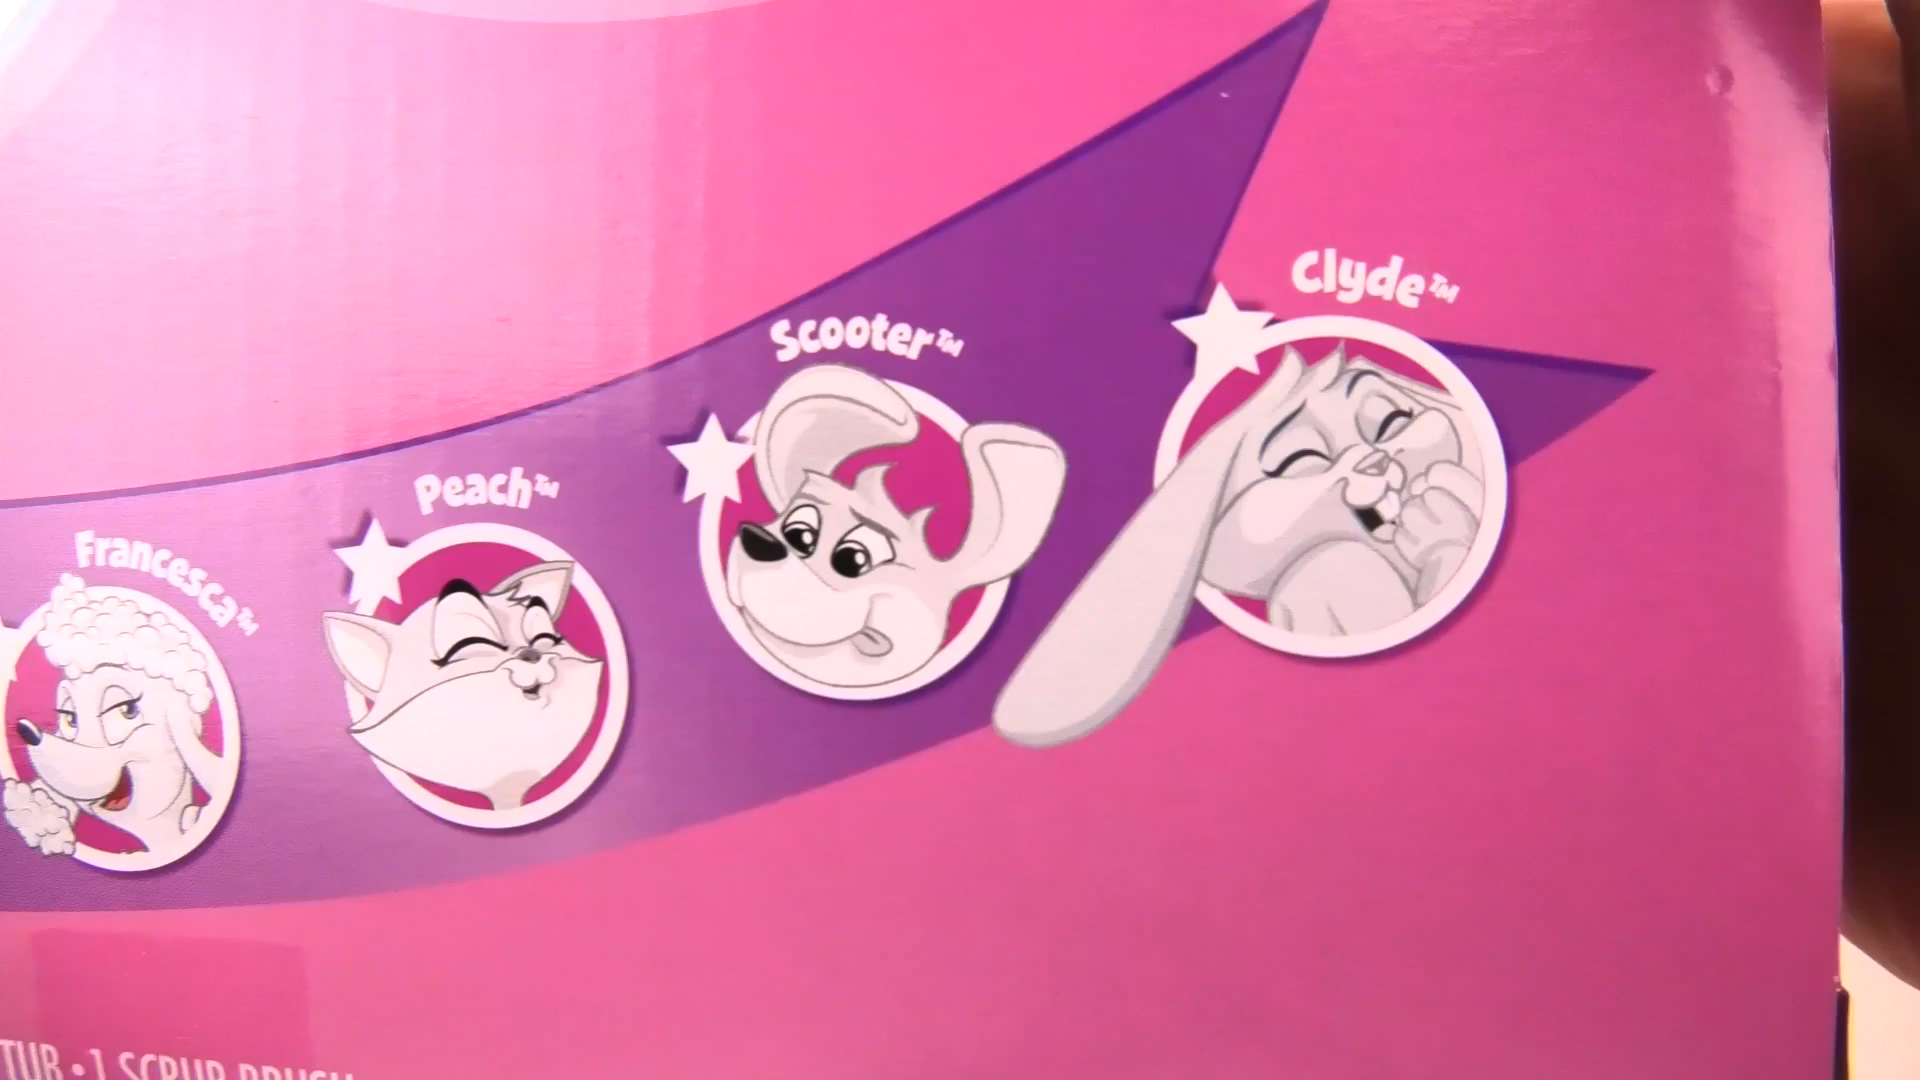 Francesca™
Peach™
Scooter™
Clyde™
TUB • 1 SCRUB BRUSH